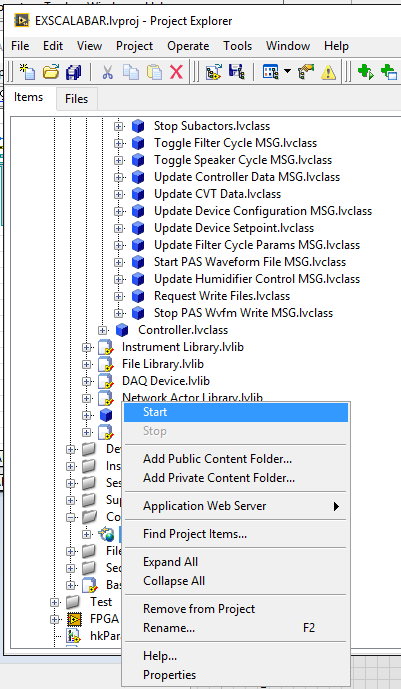 EXSCALABAR.lvproj - Project Explorer
File Edit View Project Operate Tools Window Help
Items Files
Stop Subactors.lvclass
Toggle Filter Cycle MSG.lvclass
Toggle Speaker Cycle MSG.lvclass
Update Controller Data MSG.lvclass
Update CVT Data.lvclass
Update Device Configuration MSG.lvclass
Update Device Setpoint.lvclass
Update Filter Cycle Params MSG.lvclass
Start PAS Waveform File MSG.lvclass
Update Humidifier Control MSG.lvclass
Request Write Files.lvclass
Stop PAS Wvfm Write MSG.lvclass
Controller.lvclass
Instrument Library.lvlib
File Library.lvlib
DAQ Device.lvlib
Network Actor Library.lvlib
Start
Stop
De
Add Public Content Folder...
Ins
Add Private Content Folder...
Ses
Sup
Application Web Server
Co
Find Project Items...
File
Expand All
Sec
Collapse All
Bas
Test
Remove from Project
FPGA
Rename... F2
hkPara
Help...
Properties